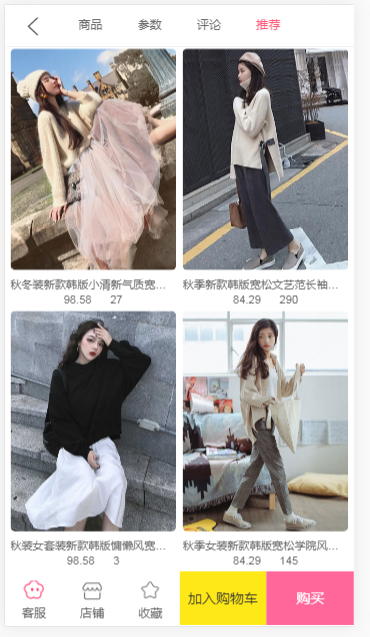 商品 参数 评论 推荐
秋冬装新款韩版小清新气质宽... 秋季新款韩版宽松文艺范长袖...
98.58 27 84.29 290
秋装女套装新款韩版慵懒风宽... 秋季女装新款韩版宽松学院风...
98.58 3 84.29 145
客服 店铺 收藏 加入购物车 购买